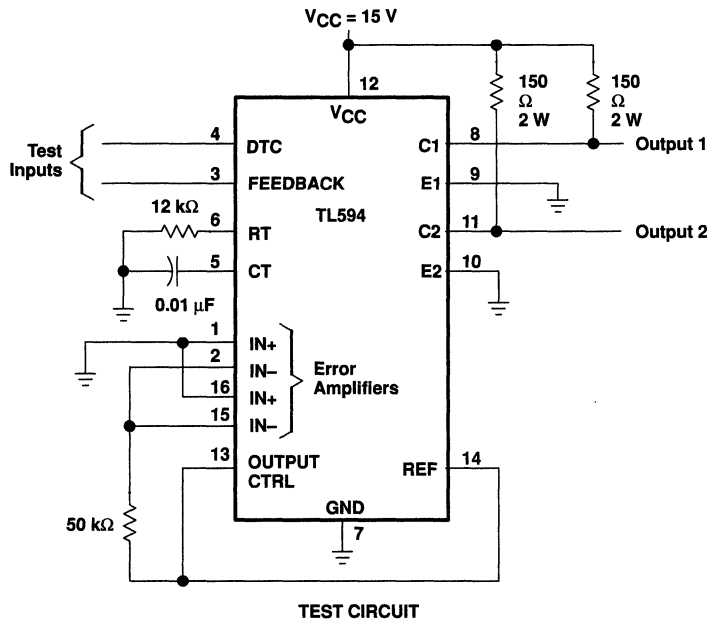 VCC = 15 V
12
VCC
150
Ω
2 W
150
Ω
2 W
Test
Inputs
4
DTC
C1
8
Output 1
3
FEEDBACK
E1
9
TL594
12 kΩ
6
RT
C2
11
Output 2
5
CT
E2
10
0.01 μF
1
IN+
2
IN–
16
IN+
15
IN–
Error
Amplifiers
13
OUTPUT
CTRL
REF
14
50 kΩ
GND
7
TEST CIRCUIT